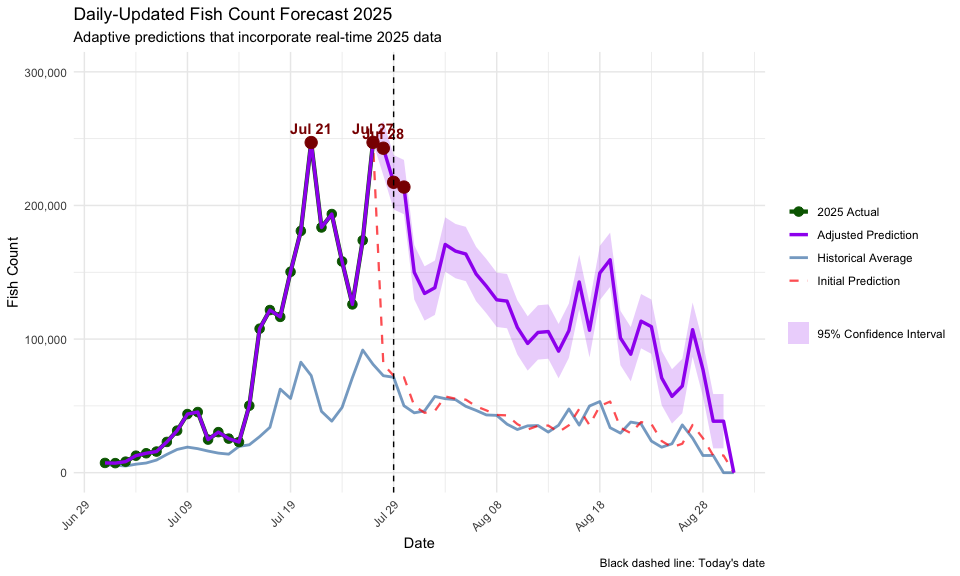 Daily-Updated Fish Count Forecast 2025
Adaptive predictions that incorporate real-time 2025 data
300,000
200,000
100,000
0
Fish Count
Jul 21
Jul 27
Jul 28
Jun 29
Jul 09
Jul 19
Jul 29
Aug 08
Aug 18
Aug 28
Date
2025 Actual
Adjusted Prediction
Historical Average
Initial Prediction
95% Confidence Interval
Black dashed line: Today's date